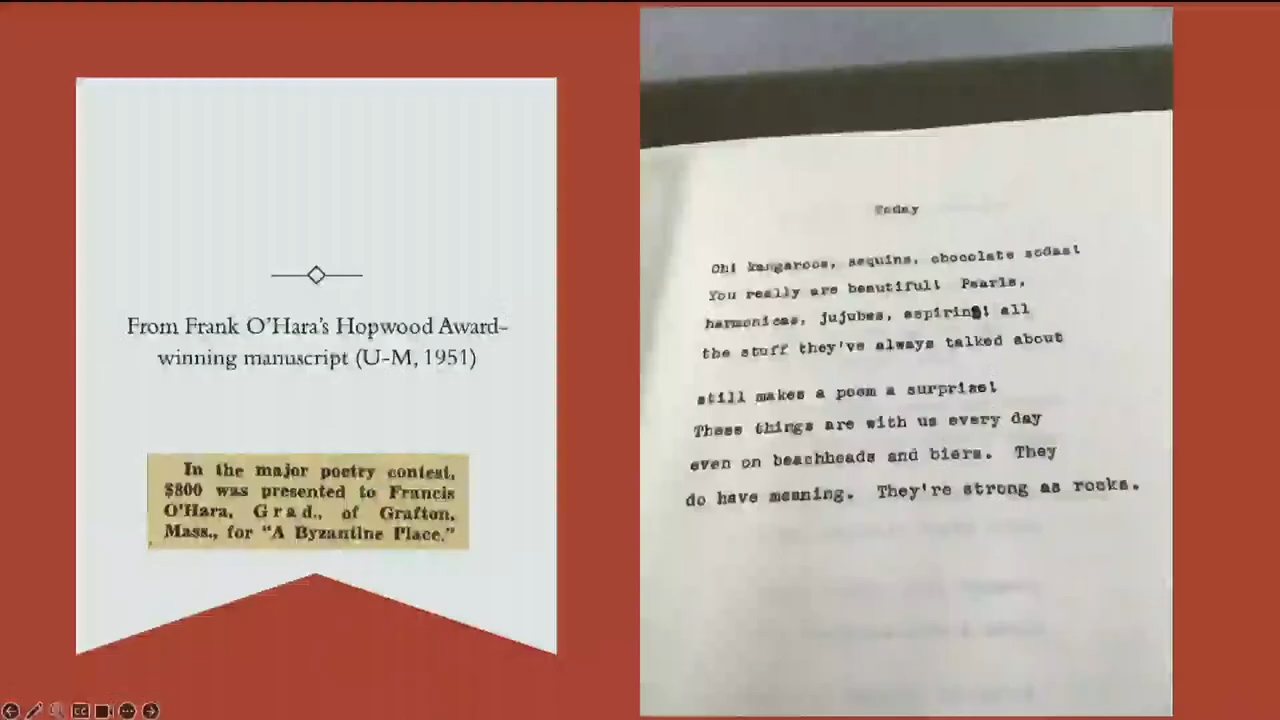 From Frank O'Hara's Hopwood Award-
winning manuscript (U-M, 1951)
In the major poetry contest,
$800 was presented to Francis
O'Hara, Grad., of Grafton,
Mass., for "A Byzantine Place."
Today
Oh! kangaroos, sequins, chocolate sodas!
You really are beautiful! Pearls,
harmonicas, jujubes, aspirins! all
the stuff they've always talked about
still makes a poem a surprise!
These things are with us every day
even on beachheads and biers. They
do have meaning. They're strong as rocks.
CC